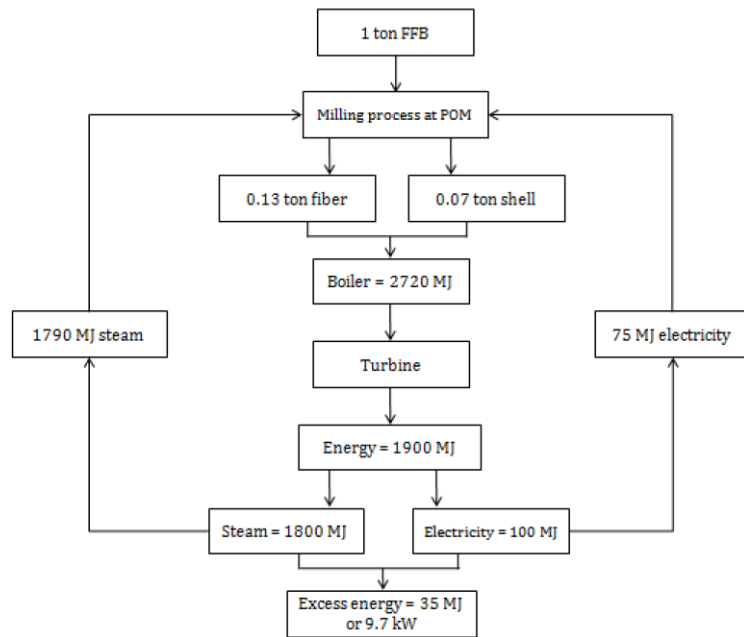 1 ton FFB
Milling process at POM
0.13 ton fiber
0.07 ton shell
Boiler = 2720 MJ
1790 MJ steam
75 MJ electricity
Turbine
Energy = 1900 MJ
Steam = 1800 MJ
Electricity = 100 MJ
Excess energy = 35 MJ
or 9.7 kW